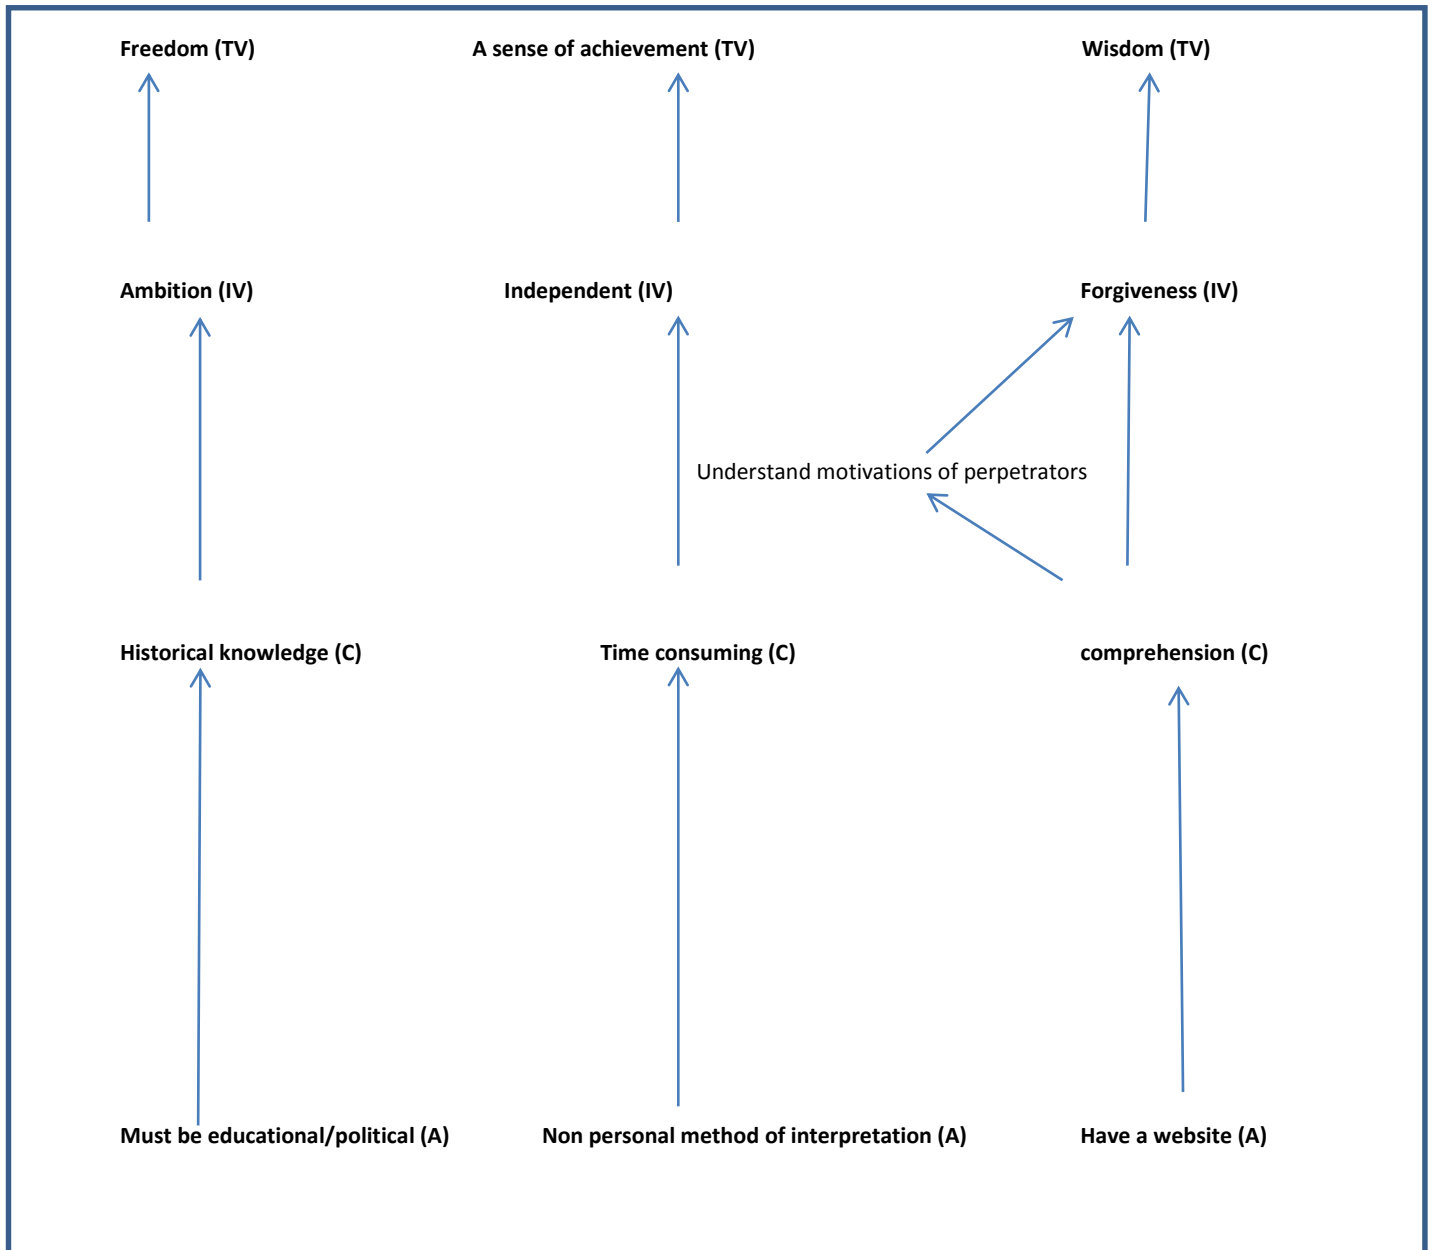 Freedom (TV)
A sense of achievement (TV)
Wisdom (TV)
Ambition (IV)
Independent (IV)
Forgiveness (IV)
Understand motivations of perpetrators
Historical knowledge (C)
Time consuming (C)
comprehension (C)
Must be educational/political (A)
Non personal method of interpretation (A)
Have a website (A)